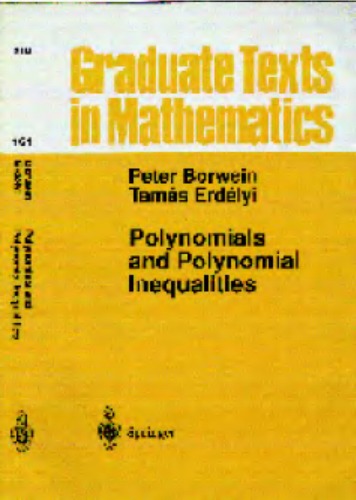 Graduate Texts
in Mathematics
161
Peter Borwein
Tamás Erdélyi
Polynomials
and Polynomial
Inequalities
Springer